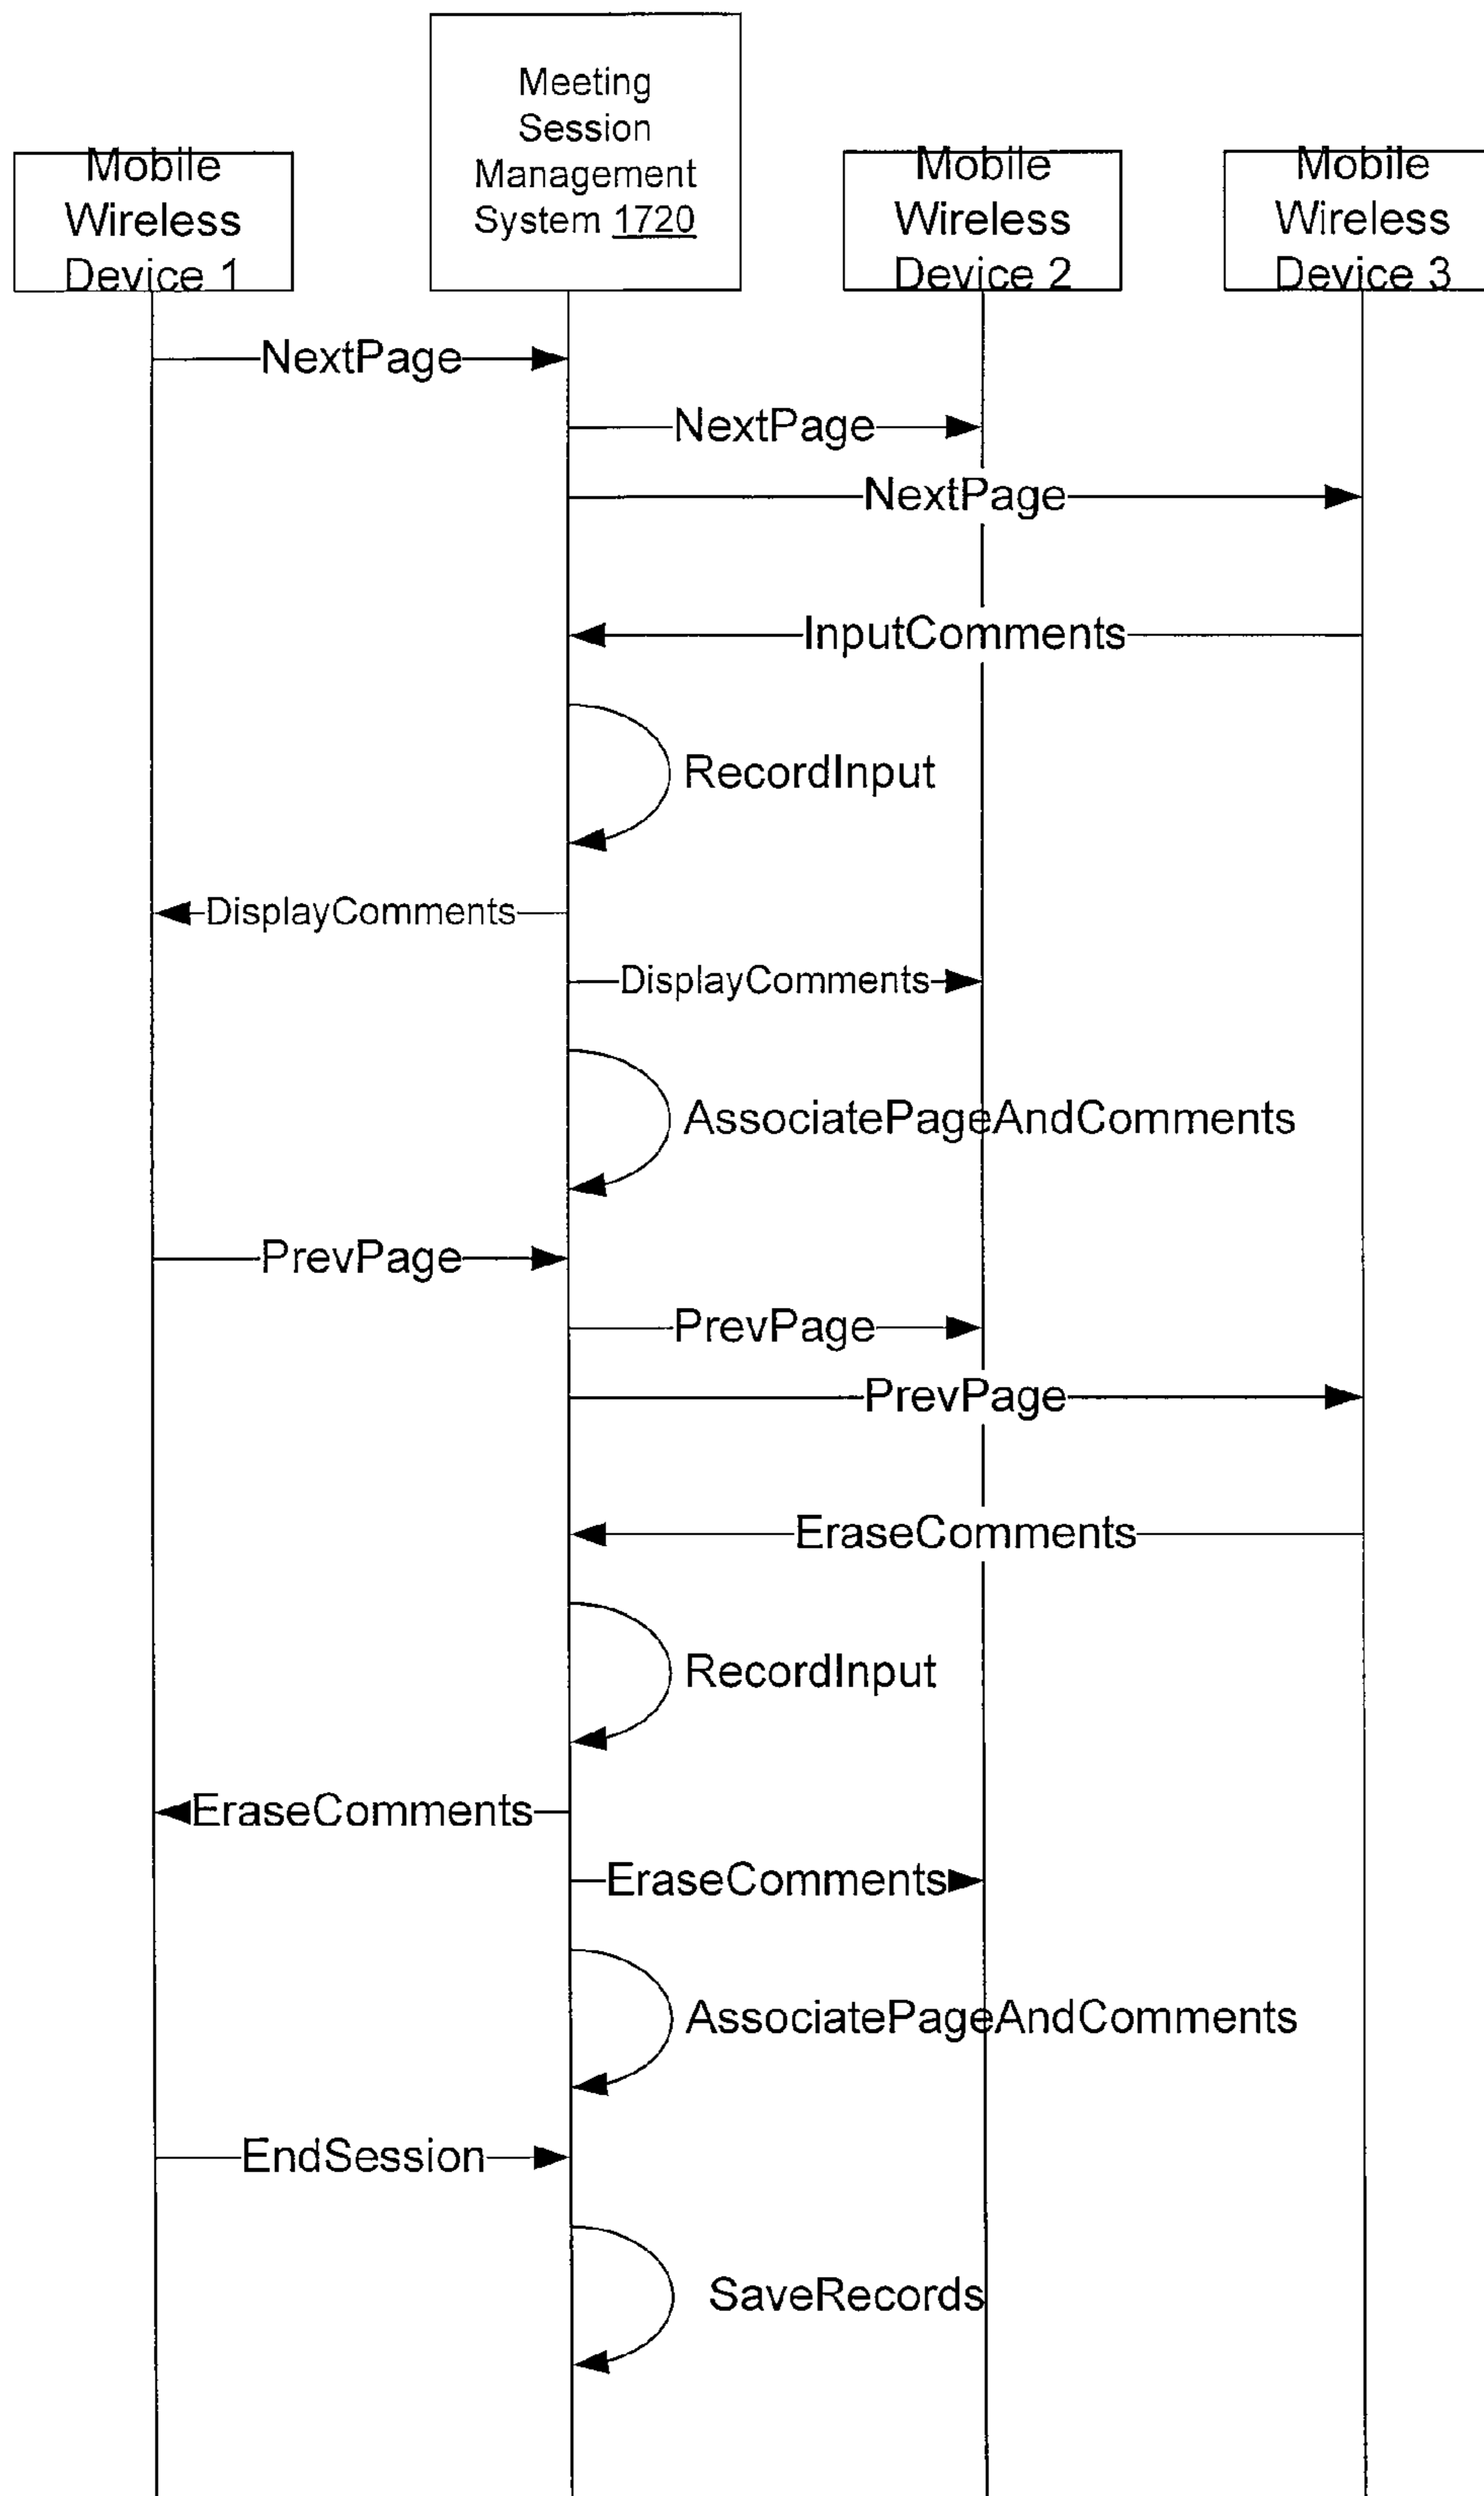 Meeting
Session
Management
System 1720
Mobile
Wireless
Device 1
Mobile
Wireless
Device 2
Mobile
Wireless
Device 3
NextPage
NextPage
NextPage
InputComments
RecordInput
DisplayComments
DisplayComments
AssociatePageAndComments
PrevPage
PrevPage
PrevPage
EraseComments
RecordInput
EraseComments
EraseComments
AssociatePageAndComments
EndSession
SaveRecords